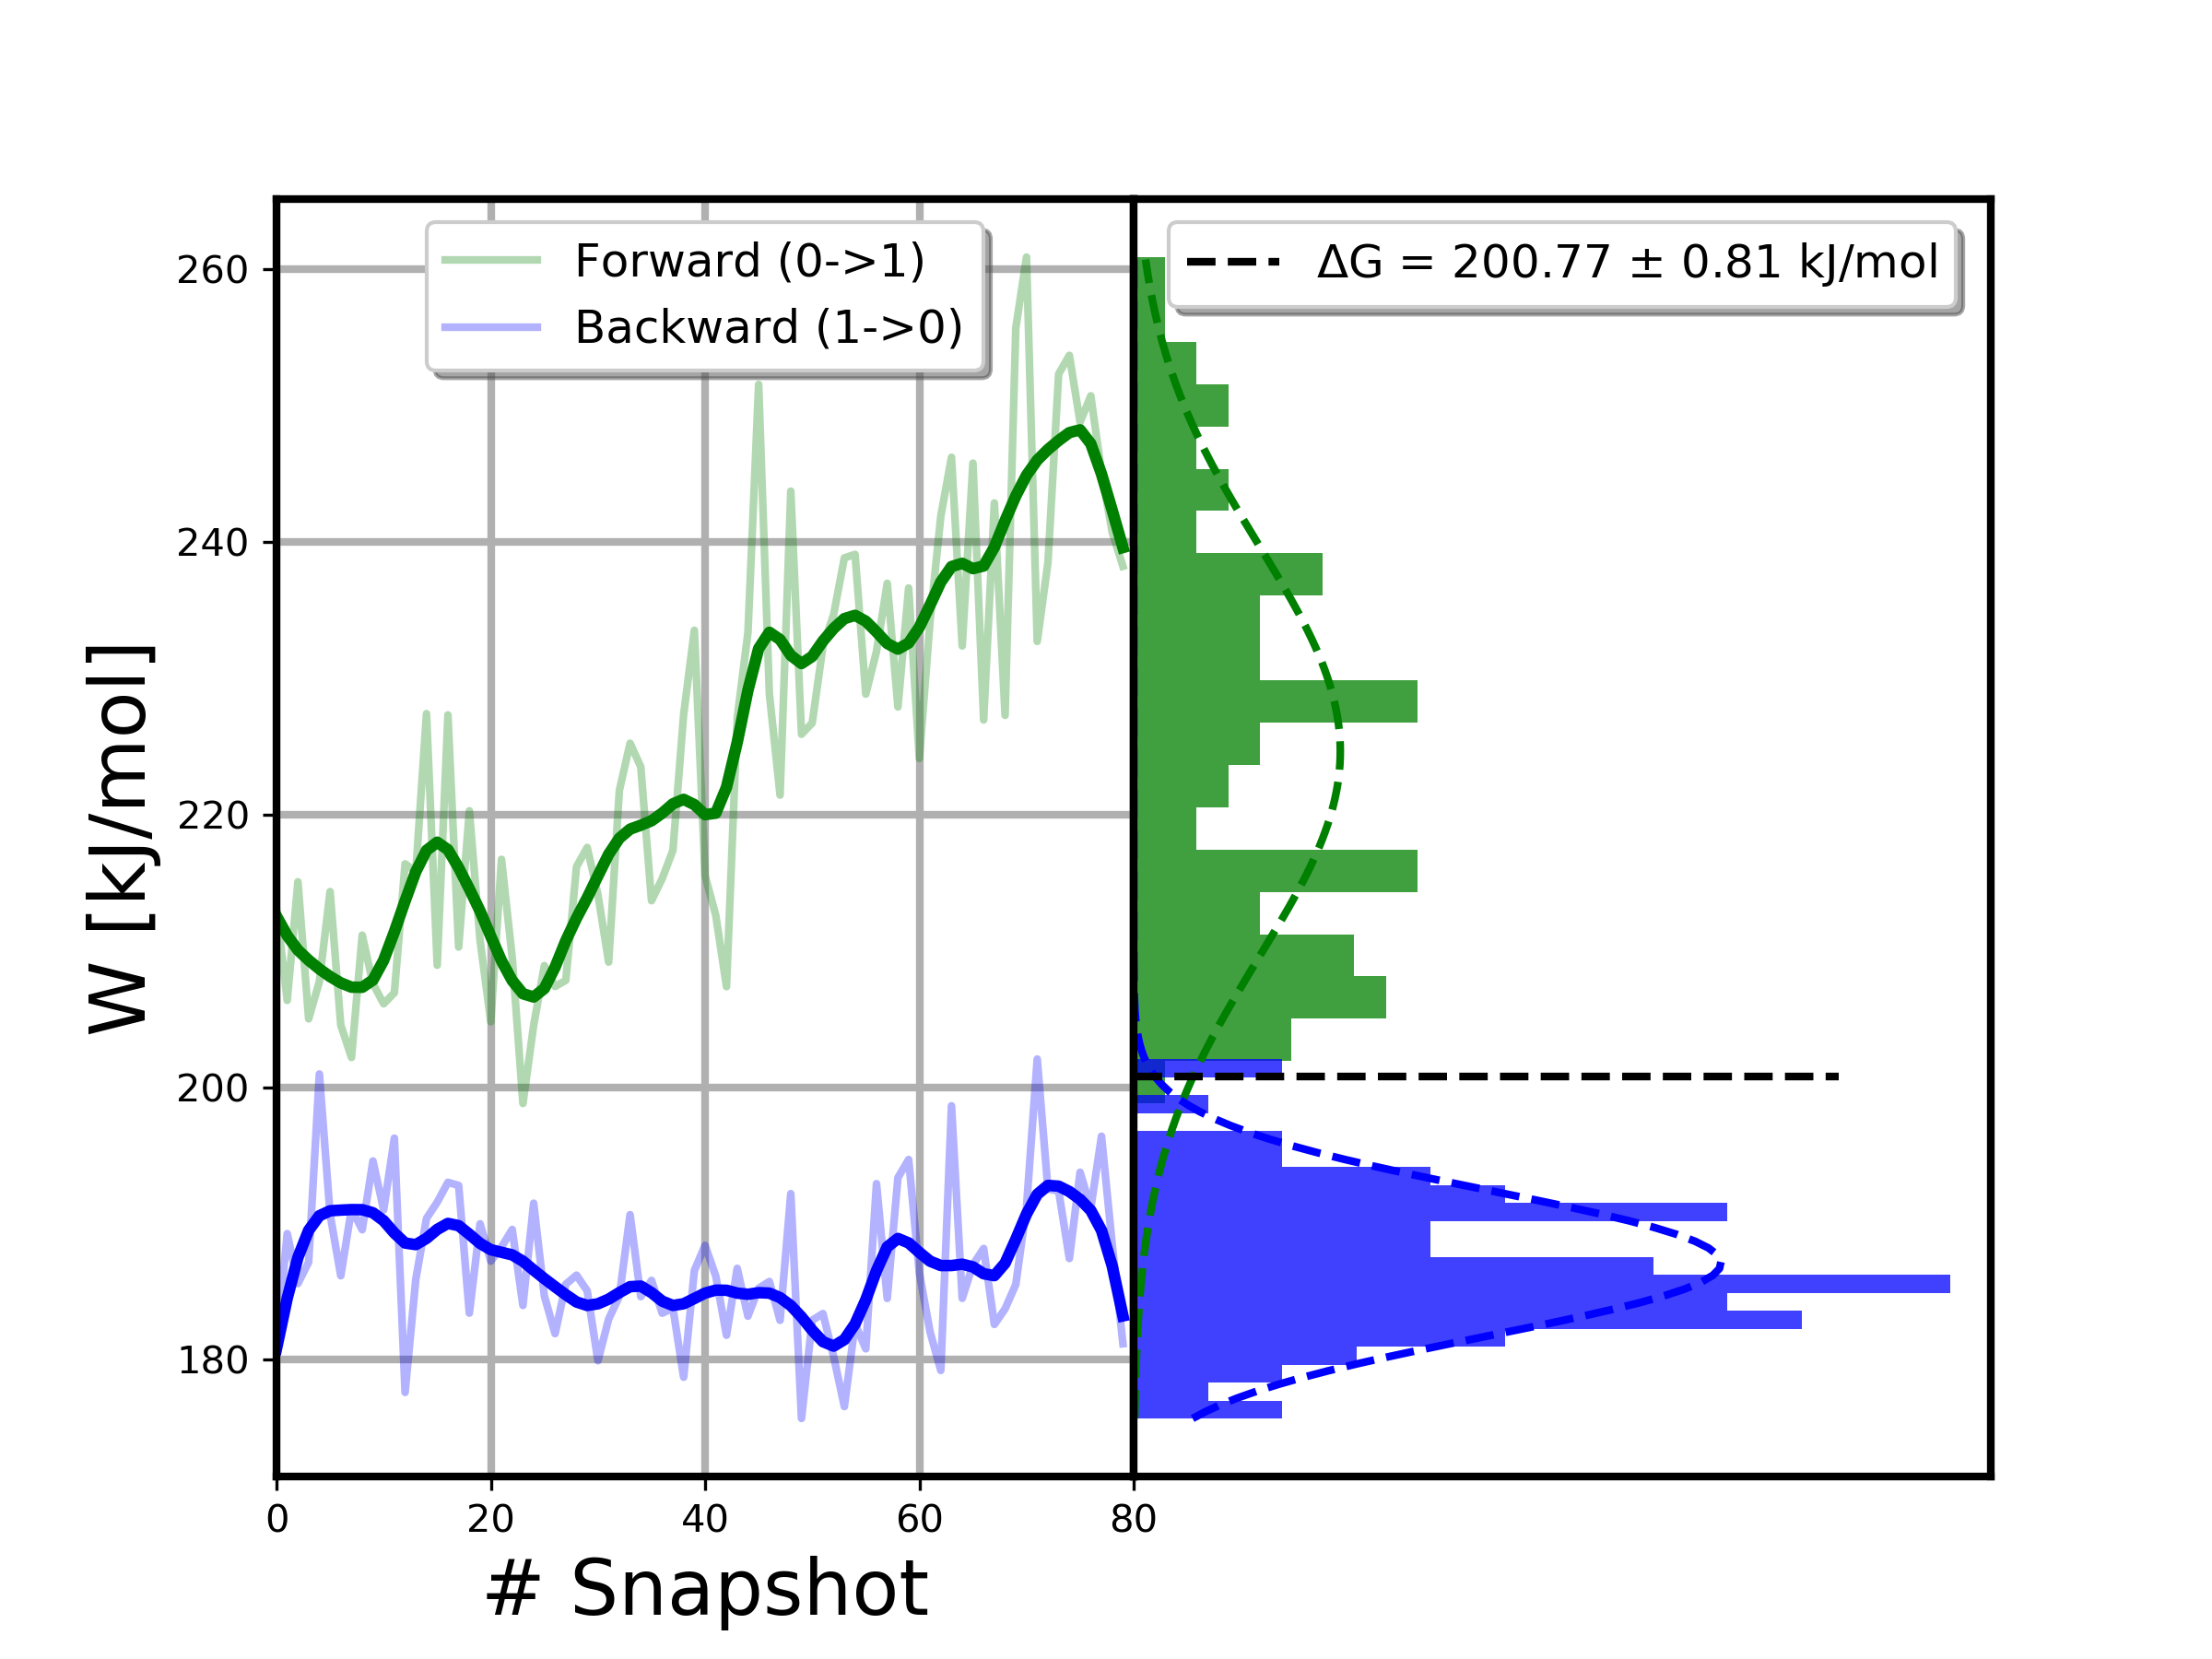 Forward (0->1)
Backward (1->0)
ΔG = 200.77 ± 0.81 kJ/mol
260
240
220
200
180
W [kJ/mol]
0 20 40 60 80
# Snapshot